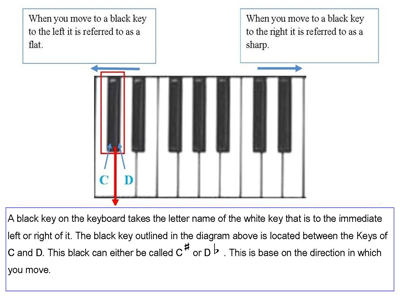 When you move to a black key
to the left it is referred to as a
flat.
When you move to a black key
to the right it is referred to as a
sharp.
C D
A black key on the keyboard takes the letter name of the white key that is to the immediate
left or right of it. The black key outlined in the diagram above is located between the Keys of
C and D. This black can either be called C♯ or D♭ . This is base on the direction in which
you move.